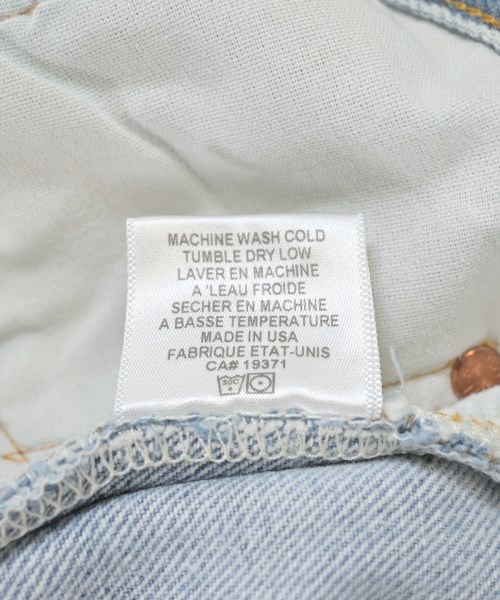 MACHINE WASH COLD
TUMBLE DRY LOW
LAVER EN MACHINE
A 'LEAU FROIDE
SECHER EN MACHINE
A BASSE TEMPERATURE
MADE IN USA
FABRIQUE ETAT-UNIS
CA# 19371